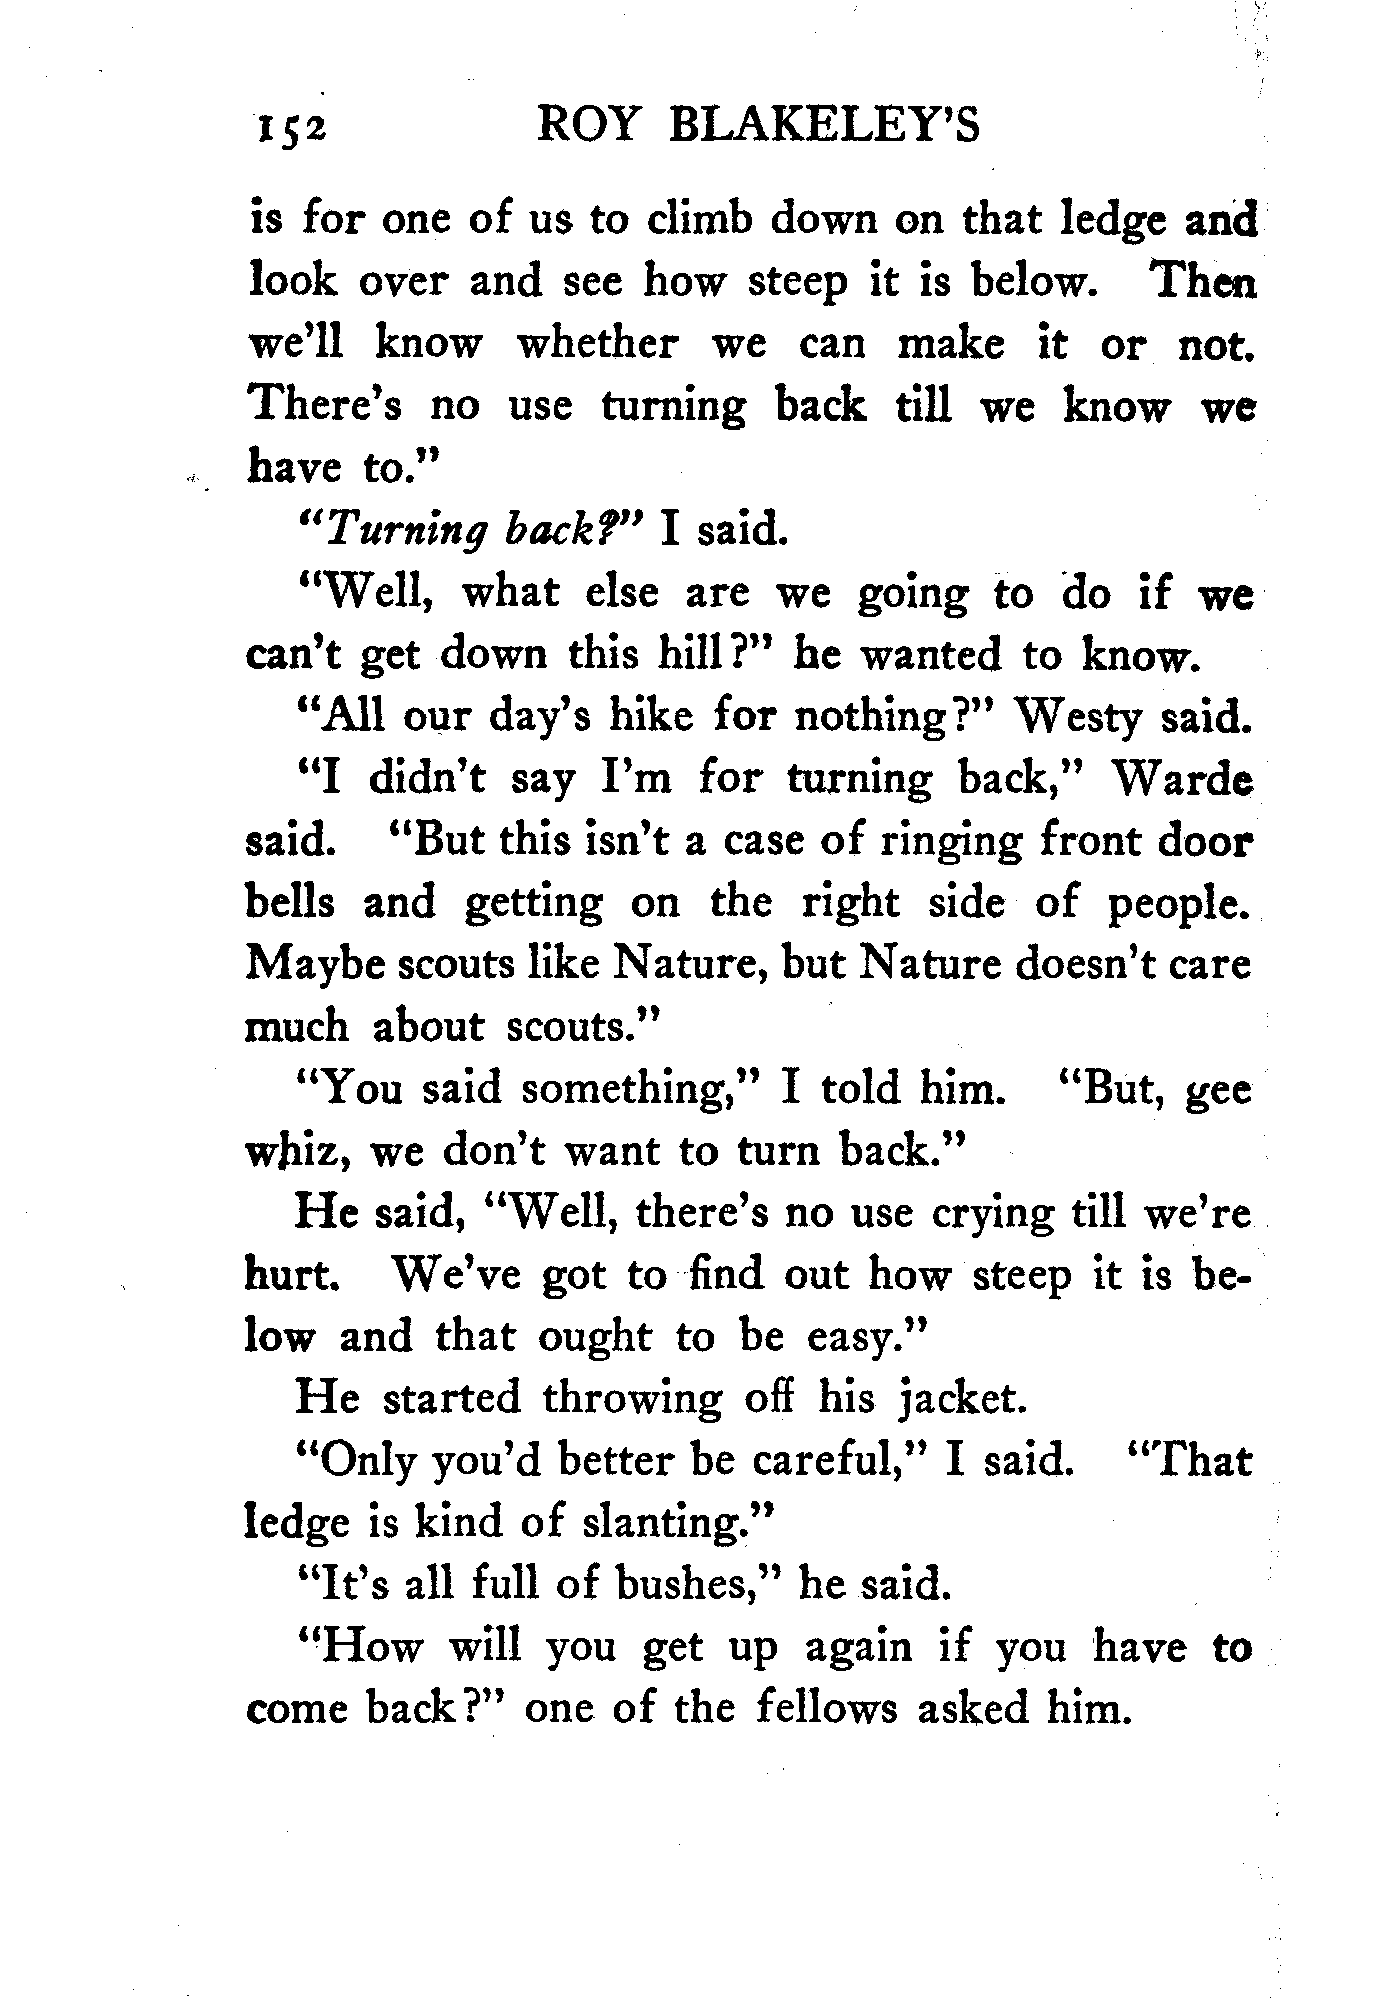 152 ROY BLAKELEY'S
is for one of us to climb down on that ledge and
look over and see how steep it is below. Then
we'll know whether we can make it or not.
There's no use turning back till we know we
have to."
"Turning back?" I said.
"Well, what else are we going to do if we
can't get down this hill?" he wanted to know.
"All our day's hike for nothing?" Westy said.
"I didn't say I'm for turning back," Warde
said. "But this isn't a case of ringing front door
bells and getting on the right side of people.
Maybe scouts like Nature, but Nature doesn't care
much about scouts."
"You said something," I told him. "But, gee
whiz, we don't want to turn back."
He said, "Well, there's no use crying till we're
hurt. We've got to find out how steep it is be-
low and that ought to be easy."
He started throwing off his jacket.
"Only you'd better be careful," I said. "That
ledge is kind of slanting."
"It's all full of bushes," he said.
"How will you get up again if you have to
come back?" one of the fellows asked him.